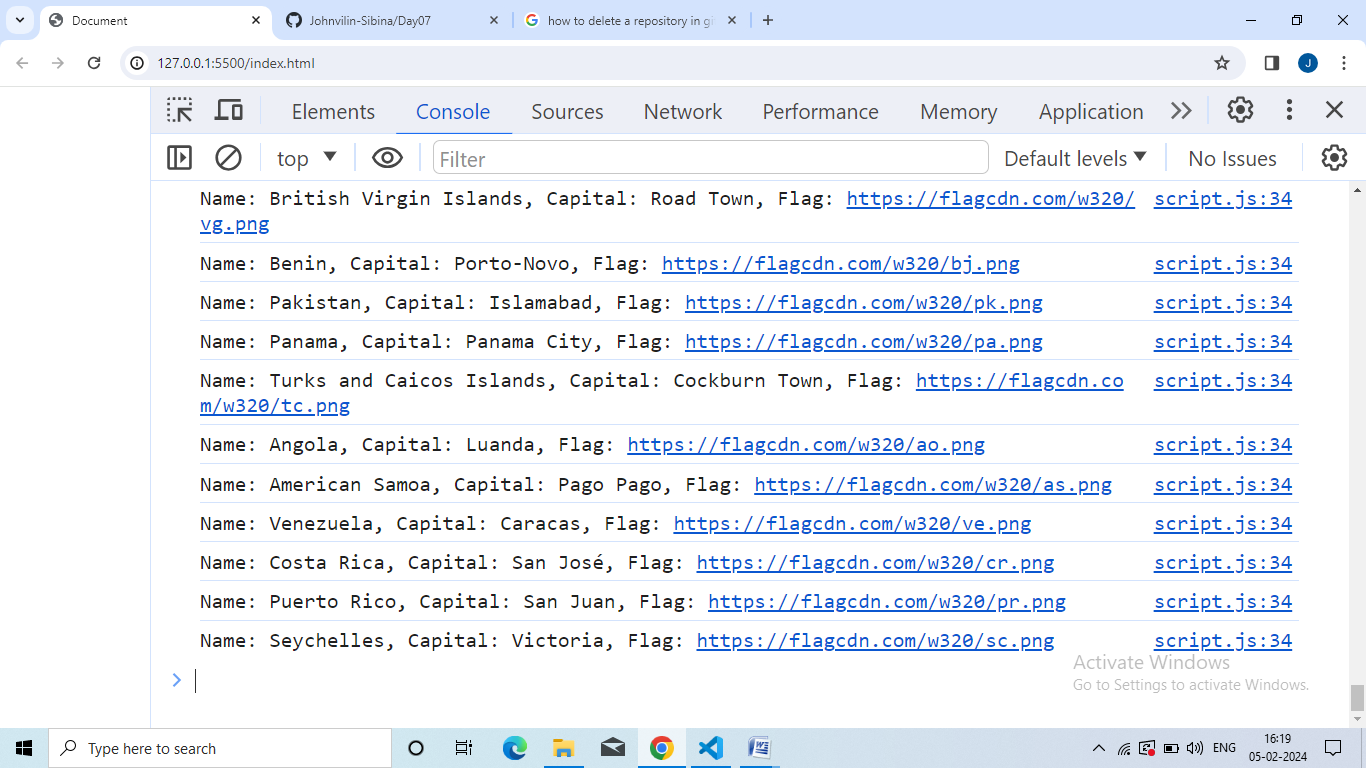 Document
Johnvilin-Sibina/Day07
how to delete a repository in gi
127.0.0.1:5500/index.html
J
Elements Console Sources Network Performance Memory Application
top Filter Default levels No Issues
Name: British Virgin Islands, Capital: Road Town, Flag: https://flagcdn.com/w320/ script.js:34
vg.png
Name: Benin, Capital: Porto-Novo, Flag: https://flagcdn.com/w320/bj.png script.js:34
Name: Pakistan, Capital: Islamabad, Flag: https://flagcdn.com/w320/pk.png script.js:34
Name: Panama, Capital: Panama City, Flag: https://flagcdn.com/w320/pa.png script.js:34
Name: Turks and Caicos Islands, Capital: Cockburn Town, Flag: https://flagcdn.co script.js:34
m/w320/tc.png
Name: Angola, Capital: Luanda, Flag: https://flagcdn.com/w320/ao.png script.js:34
Name: American Samoa, Capital: Pago Pago, Flag: https://flagcdn.com/w320/as.png script.js:34
Name: Venezuela, Capital: Caracas, Flag: https://flagcdn.com/w320/ve.png script.js:34
Name: Costa Rica, Capital: San José, Flag: https://flagcdn.com/w320/cr.png script.js:34
Name: Puerto Rico, Capital: San Juan, Flag: https://flagcdn.com/w320/pr.png script.js:34
Name: Seychelles, Capital: Victoria, Flag: https://flagcdn.com/w320/sc.png script.js:34
Activate Windows
Go to Settings to activate Windows.
Type here to search
ENG
16:19
05-02-2024